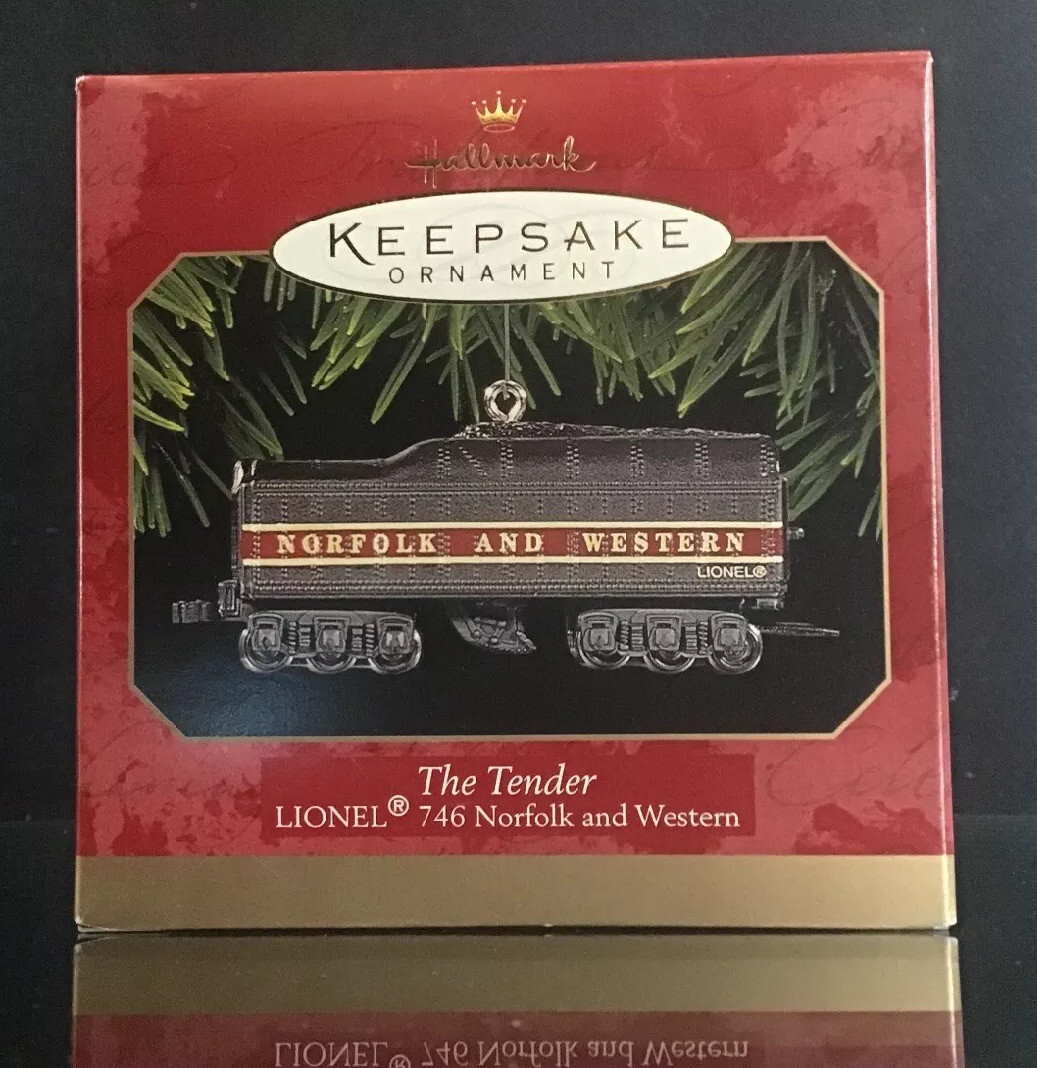 Hallmark
KEEPSAKE
ORNAMENT
NORFOLK AND WESTERN
LIONEL®
The Tender
LIONEL® 746 Norfolk and Western
LIONEL® 746 Norfolk and Western